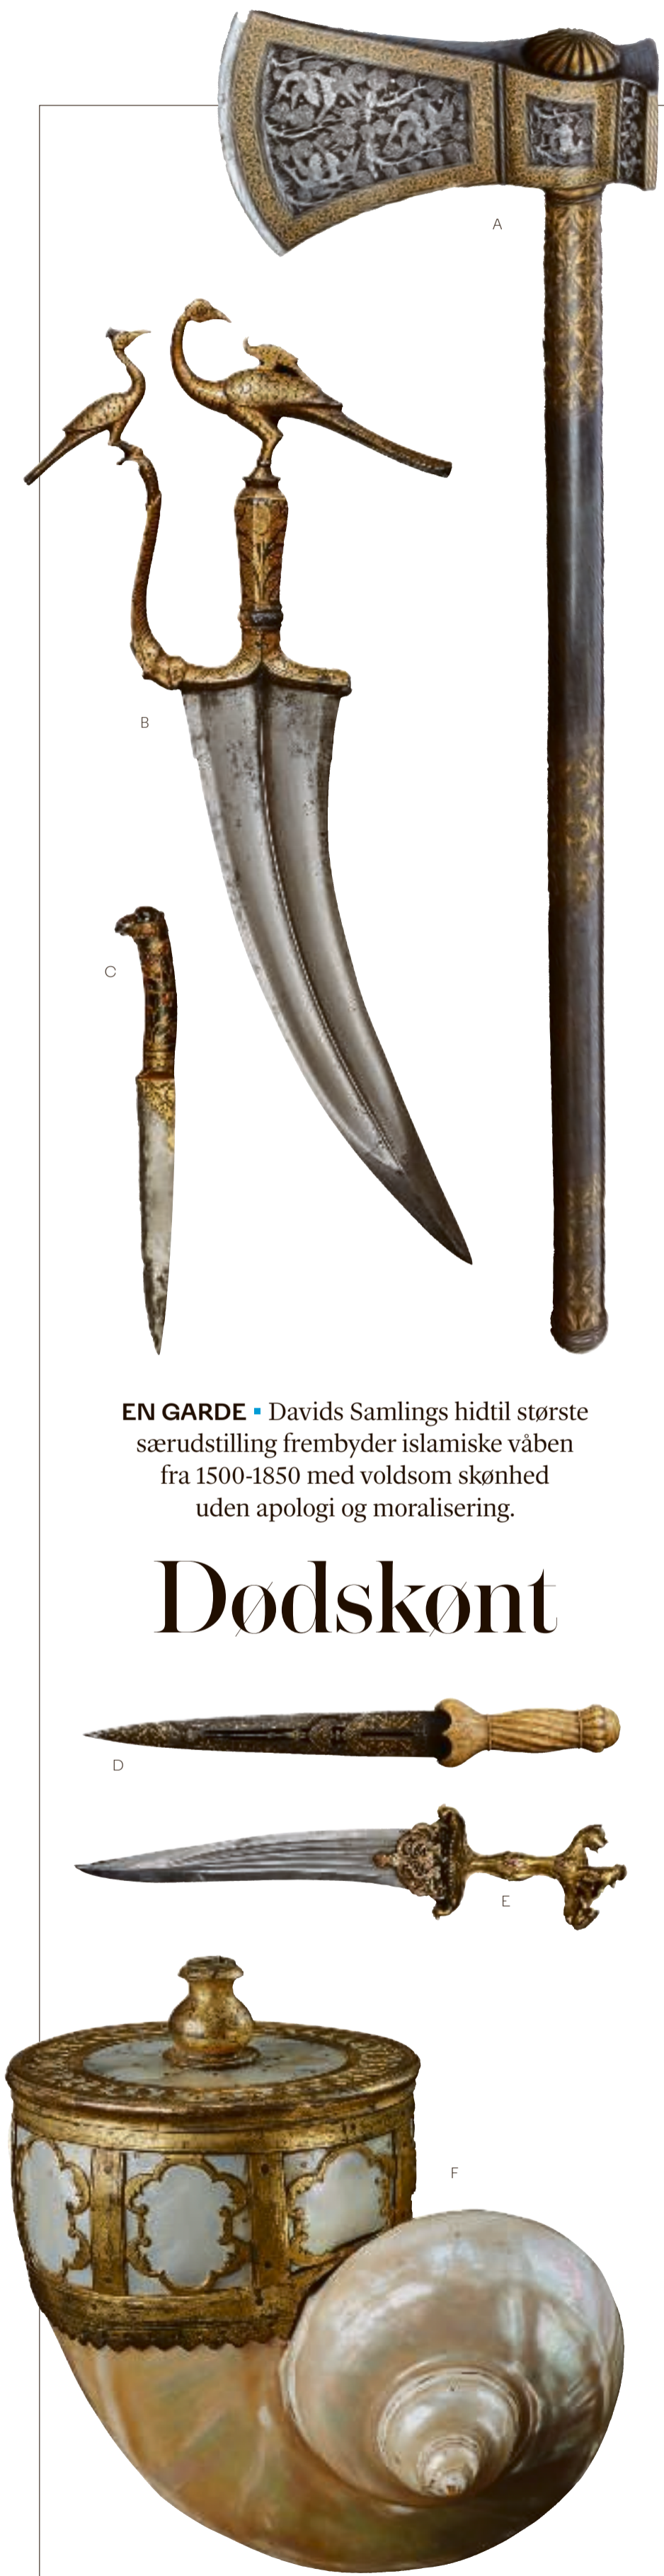 A
B
C
EN GARDE ▪ Davids Samlings hidtil største
særudstilling frembyder islamiske våben
fra 1500-1850 med voldsom skønhed
uden apologi og moralisering.
Dødskønt
D
E
F